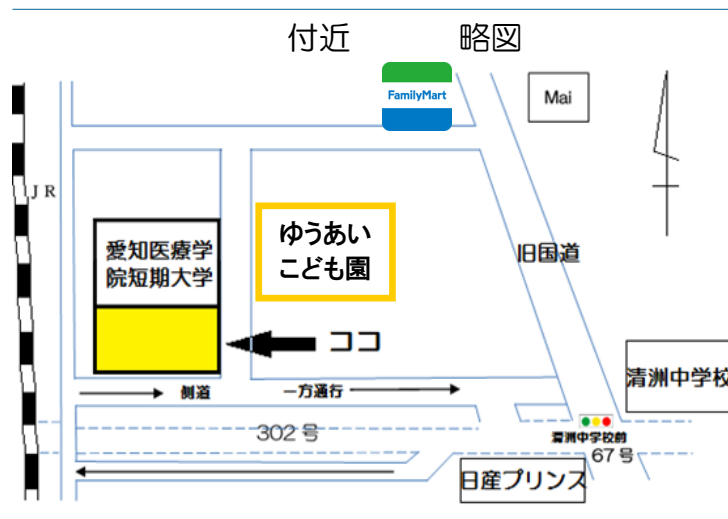 付近 略図
FamilyMart
Mai
JR
愛知医療学
院短期大学
ゆうあい
こども園
旧国道
ココ
清洲中学校
側道 一方通行
302号
清洲中学校前
67号
日産プリンス